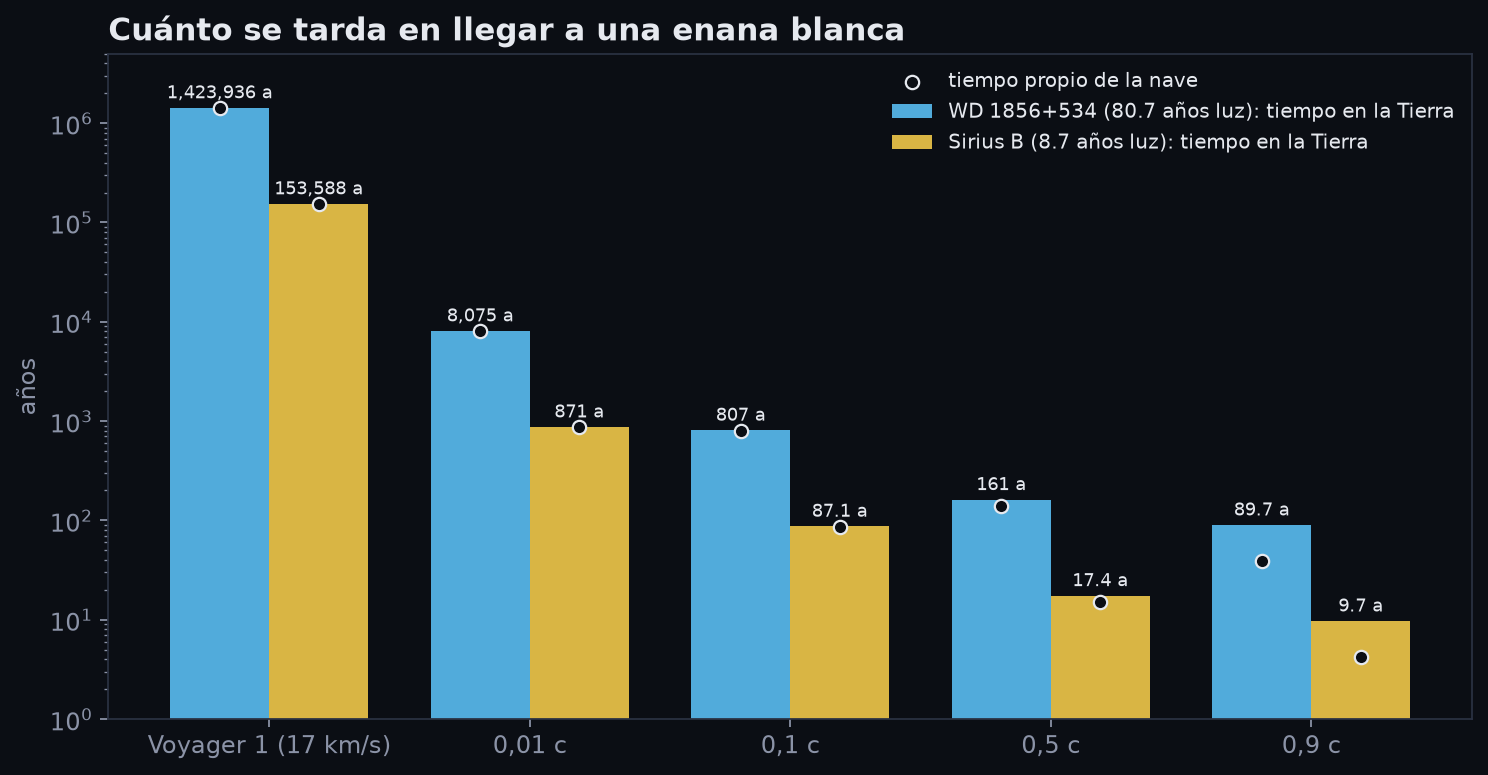 Cuánto se tarda en llegar a una enana blanca
tiempo propio de la nave
WD 1856+534 (80.7 años luz): tiempo en la Tierra
Sirius B (8.7 años luz): tiempo en la Tierra
años
10⁶
10⁵
10⁴
10³
10²
10¹
10⁰
1,423,936 a
153,588 a
8,075 a
871 a
807 a
87.1 a
161 a
17.4 a
89.7 a
9.7 a
Voyager 1 (17 km/s)
0,01 c
0,1 c
0,5 c
0,9 c